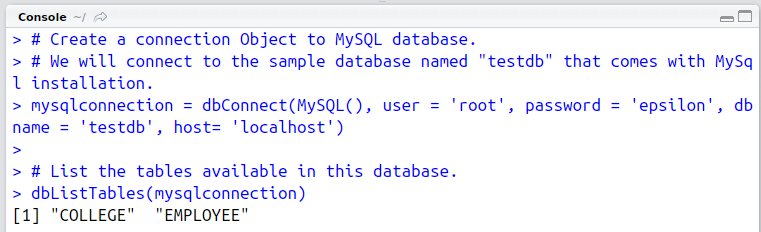 Console ~/
> # Create a connection Object to MySQL database.
> # We will connect to the sample database named "testdb" that comes with MySq
l installation.
> mysqlconnection = dbConnect(MySQL(), user = 'root', password = 'epsilon', db
name = 'testdb', host= 'localhost')
>
> # List the tables available in this database.
> dbListTables(mysqlconnection)
[1] "COLLEGE"  "EMPLOYEE"